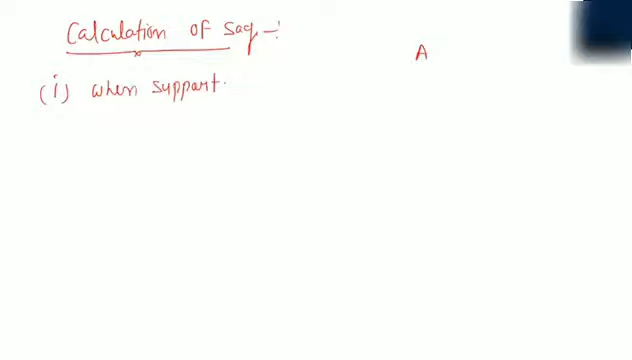 Calculation of Sag :-
A
(i) when support.